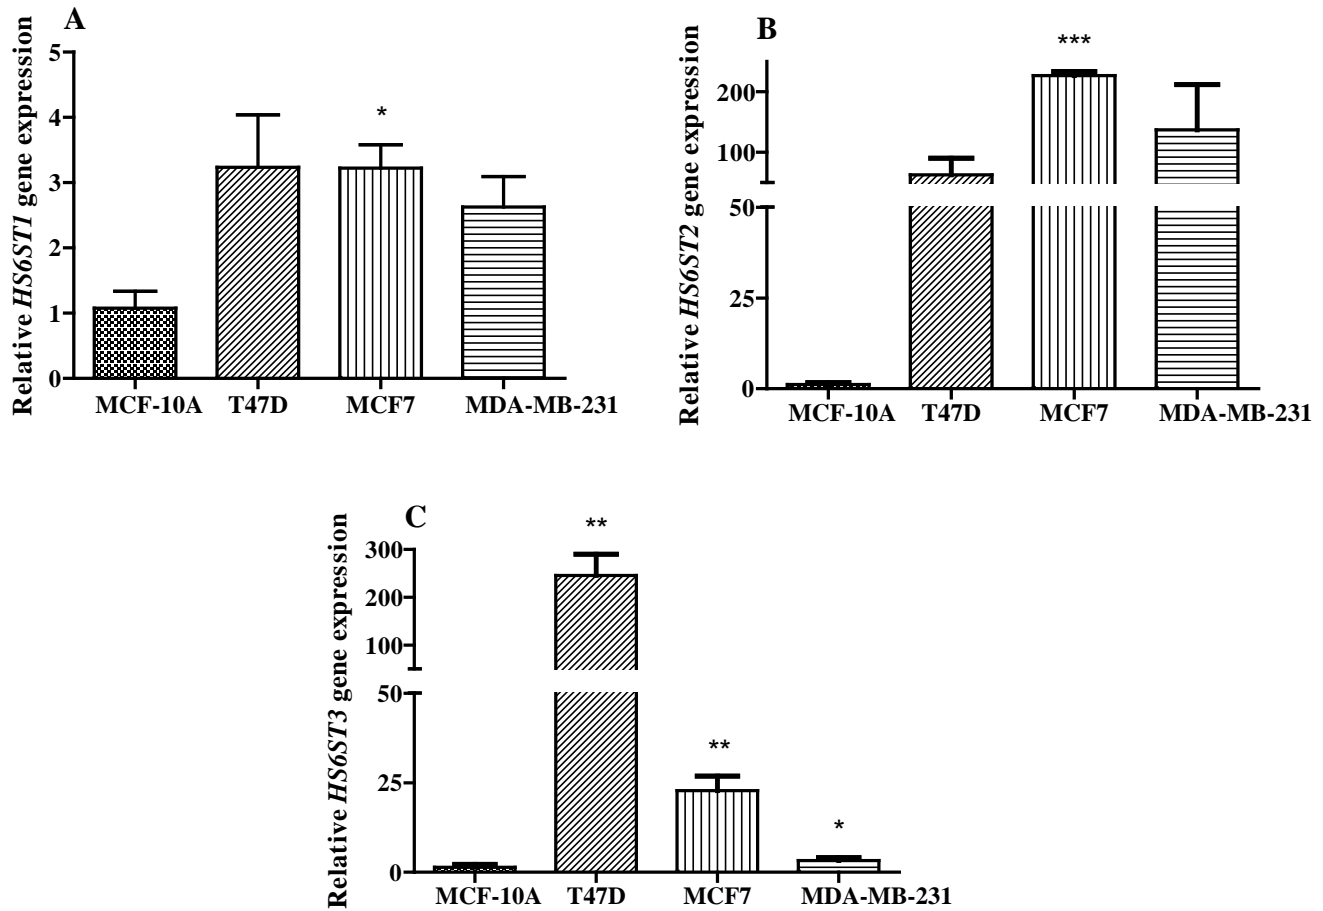 A
Relative HS6ST1 gene expression
5
4
3
2
1
0
*
MCF-10A T47D MCF7 MDA-MB-231
B
Relative HS6ST2 gene expression
200
100
50
25
0
***
MCF-10A T47D MCF7 MDA-MB-231
C
Relative HS6ST3 gene expression
300
200
100
50
25
0
**
**
*
MCF-10A T47D MCF7 MDA-MB-231